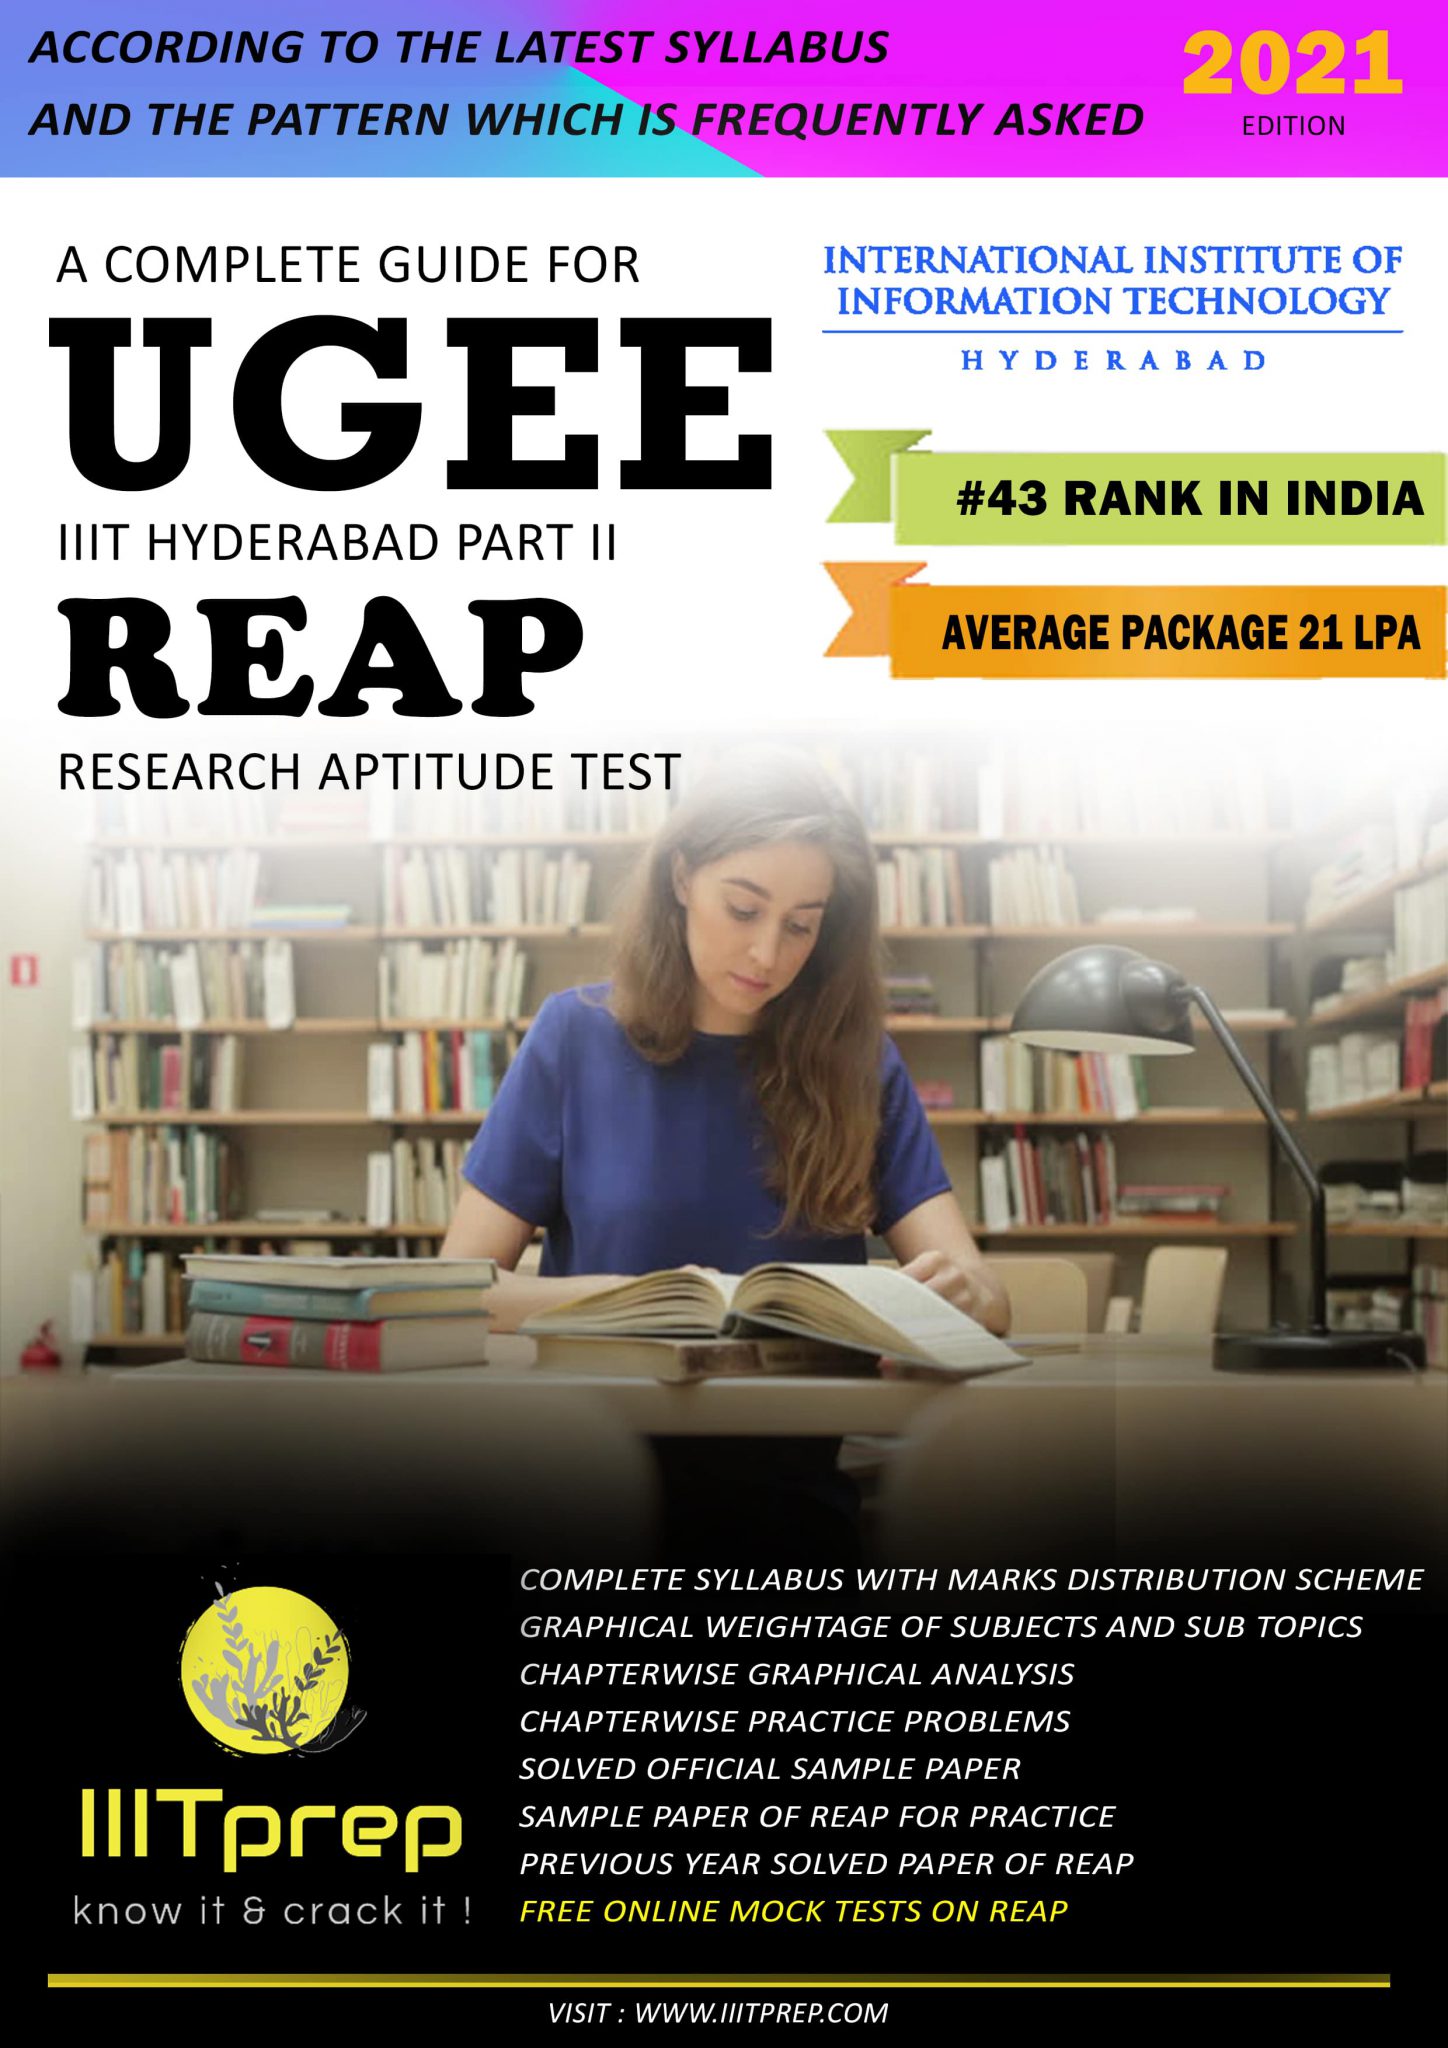 ACCORDING TO THE LATEST SYLLABUS
AND THE PATTERN WHICH IS FREQUENTLY ASKED
2021
EDITION
A COMPLETE GUIDE FOR
UGEE
IIIT HYDERABAD PART II
REAP
RESEARCH APTITUDE TEST
INTERNATIONAL INSTITUTE OF
INFORMATION TECHNOLOGY
HYDERABAD
#43 RANK IN INDIA
AVERAGE PACKAGE 21 LPA
IIITprep
know it & crack it !
COMPLETE SYLLABUS WITH MARKS DISTRIBUTION SCHEME
GRAPHICAL WEIGHTAGE OF SUBJECTS AND SUB TOPICS
CHAPTERWISE GRAPHICAL ANALYSIS
CHAPTERWISE PRACTICE PROBLEMS
SOLVED OFFICIAL SAMPLE PAPER
SAMPLE PAPER OF REAP FOR PRACTICE
PREVIOUS YEAR SOLVED PAPER OF REAP
FREE ONLINE MOCK TESTS ON REAP
VISIT : WWW.IIITPREP.COM